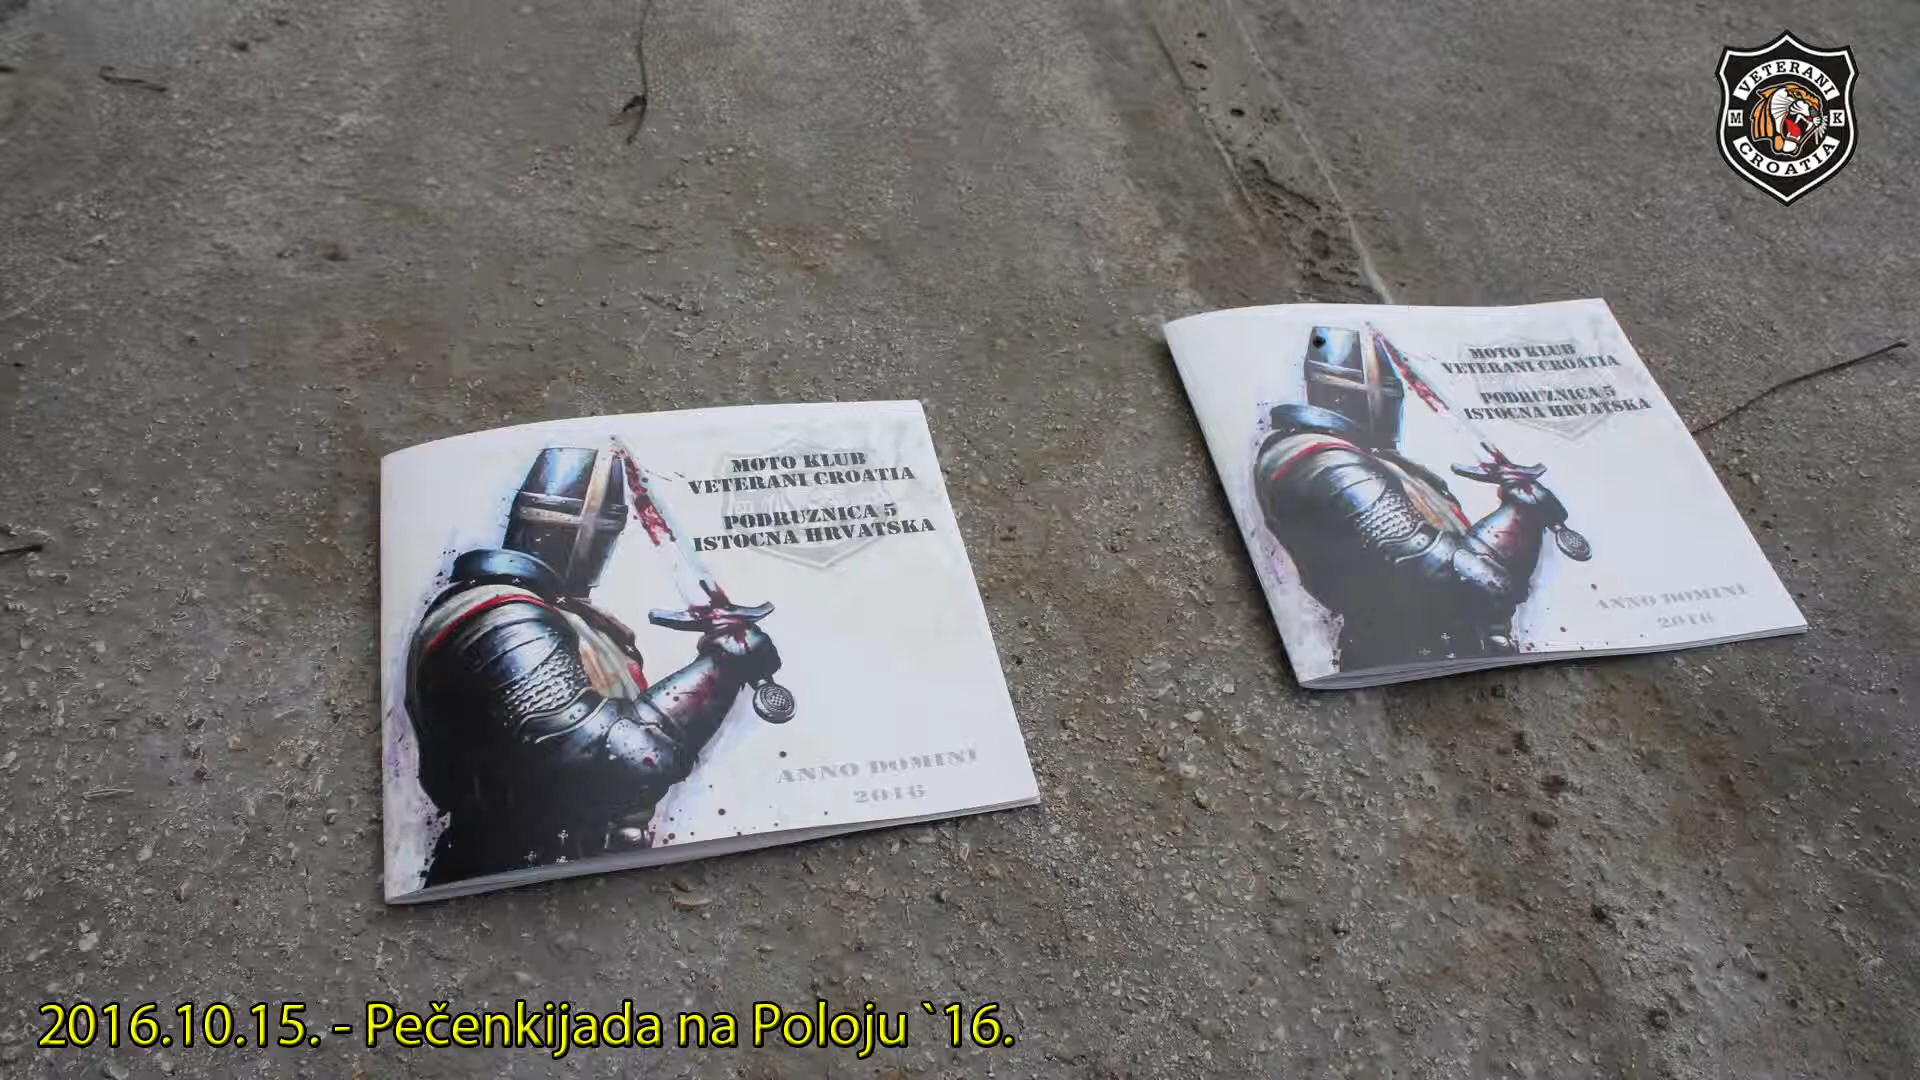 VETERANI
M K
CROATIA
MOTO KLUB
VETERANI CROATIA
PODRUZNICA 5
ISTOCNA HRVATSKA
ANNO DOMINI
2016
MOTO KLUB
VETERANI CROATIA
PODRUZNICA 5
ISTOCNA HRVATSKA
ANNO DOMINI
2016
2016.10.15. - Pečenkijada na Poloju `16.